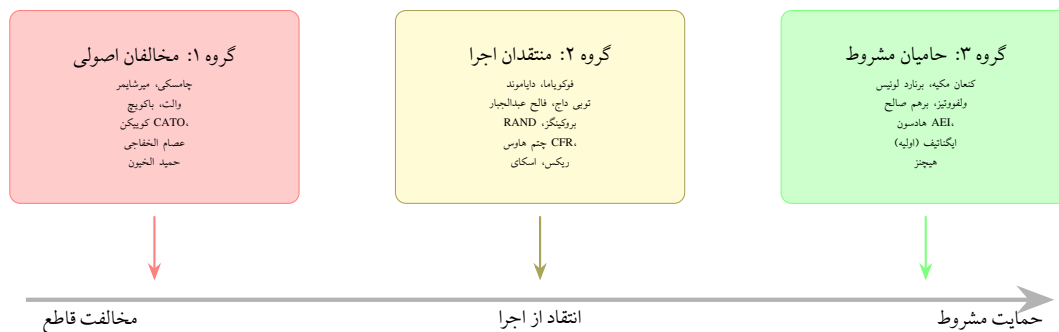 گروه ۱: مخالفان اصولی
چامسکی، میرشایمر
والت، باکویچ
CATO کوییکن،
عصام الخفاجی
حمید الخیون
گروه ۲: منتقدان اجرا
فوکویاما، دایاموند
توبی داج، فالح عبدالجبار
بروکینگز، RAND
CFR چتم هاوس،
ریکس، اسکای
گروه ۳: حامیان مشروط
کنعان مکیه، برنارد لوئیس
ولفووتیز، برهم صالح
AEI هادسون،
ایگناتیف (اولیه)
هیچنز
مخالفت قاطع
انتقاد از اجرا
حمایت مشروط